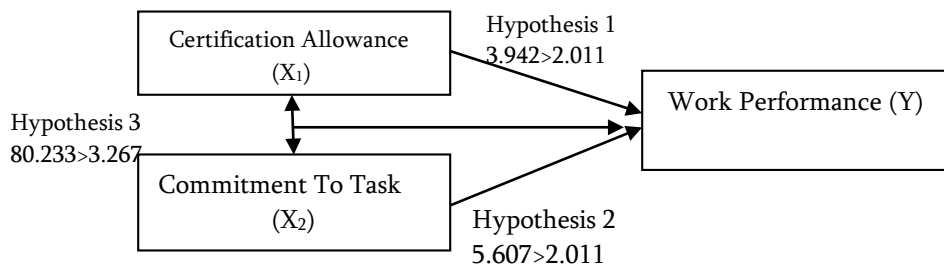 Certification Allowance
(X₁)
Hypothesis 1
3.942>2.011
Work Performance (Y)
Hypothesis 3
80.233>3.267
Commitment To Task
(X₂)
Hypothesis 2
5.607>2.011